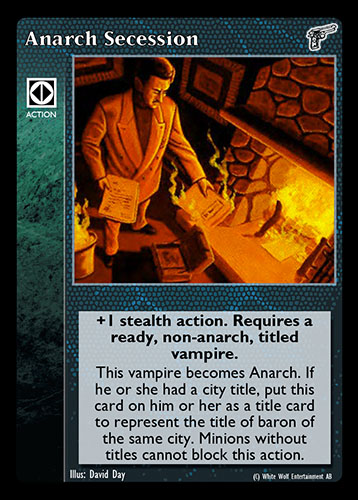 Anarch Secession
ACTION
+1 stealth action. Requires a
ready, non-anarch, titled
vampire.
This vampire becomes Anarch. If
he or she had a city title, put this
card on him or her as a title card
to represent the title of baron of
the same city. Minions without
titles cannot block this action.
Illus: David Day
(C) White Wolf Entertainment AB